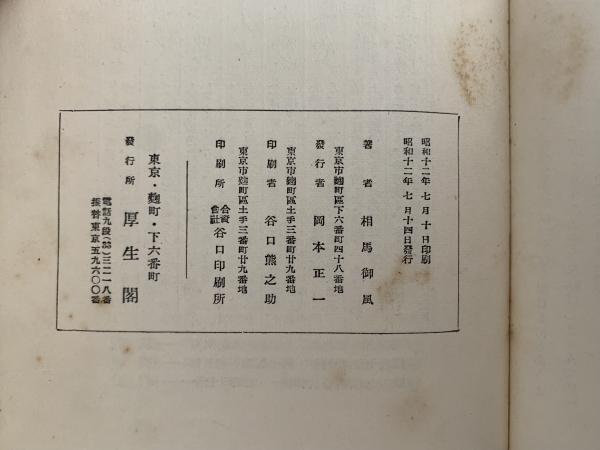 昭和十二年七月十日印刷
昭和十二年七月十四日發行
著者 相馬御風
東京市麴町區下六番町四十八番地
發行者 岡本正一
東京市麴町區土手三番町廿九番地
印刷者 谷口熊之助
東京市麴町區土手三番町廿九番地
印刷所 合資會社 谷口印刷所
東京・麴町・下六番町
發行所 厚生閣
電話九段(33)三二一八番
振替東京五九六〇〇番